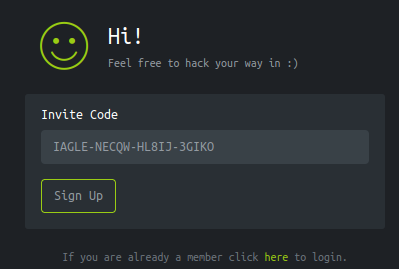 Hi!
Feel free to hack your way in :)
Invite Code
IAGLE-NECQW-HL8IJ-3GIKO
Sign Up
If you are already a member click here to login.